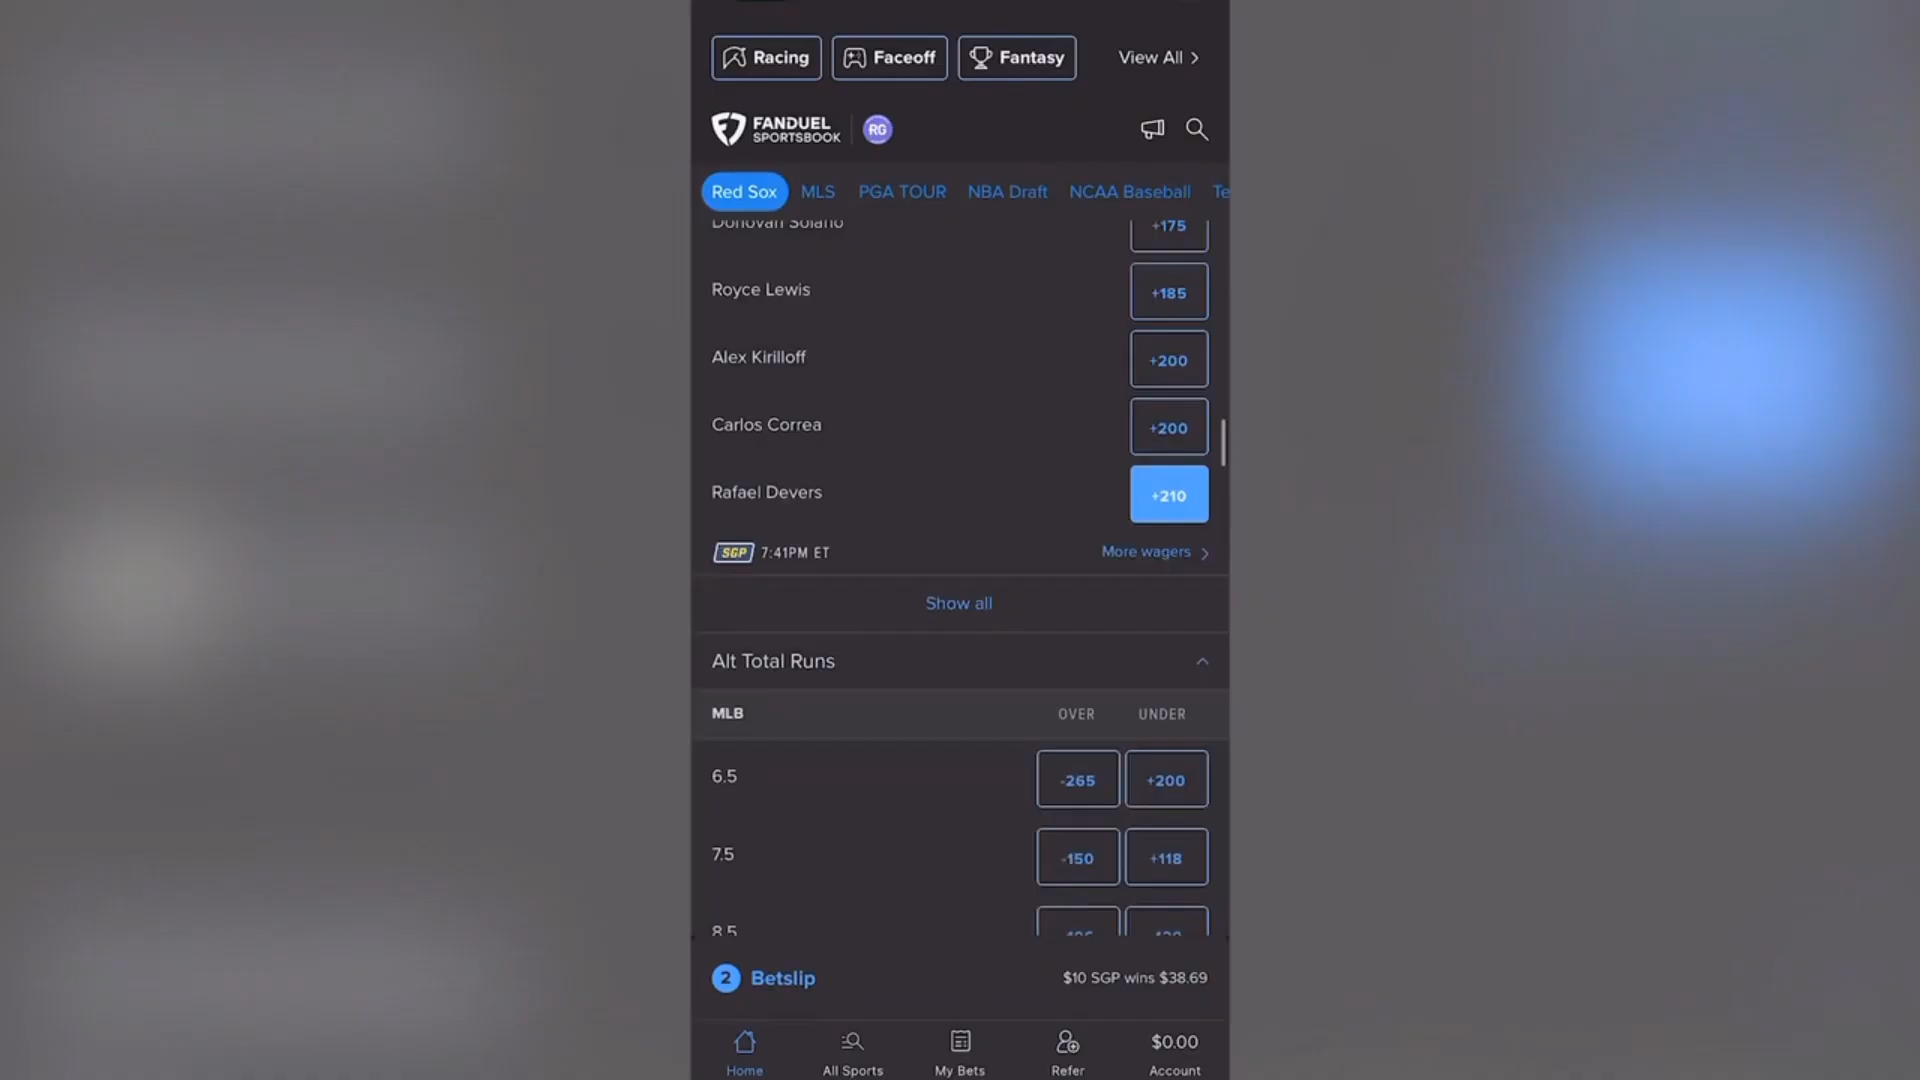 Racing Faceoff Fantasy View All >
FANDUEL
SPORTSBOOK
RG
Red Sox MLS PGA TOUR NBA Draft NCAA Baseball Te
Donovan Solano +175
Royce Lewis +185
Alex Kirilloff +200
Carlos Correa +200
Rafael Devers +210
SGP 7:41PM ET More wagers >
Show all
Alt Total Runs
MLB OVER UNDER
6.5 -265 +200
7.5 -150 +118
8.5
2 Betslip $10 SGP wins $38.69
$0.00
Home All Sports My Bets Refer Account